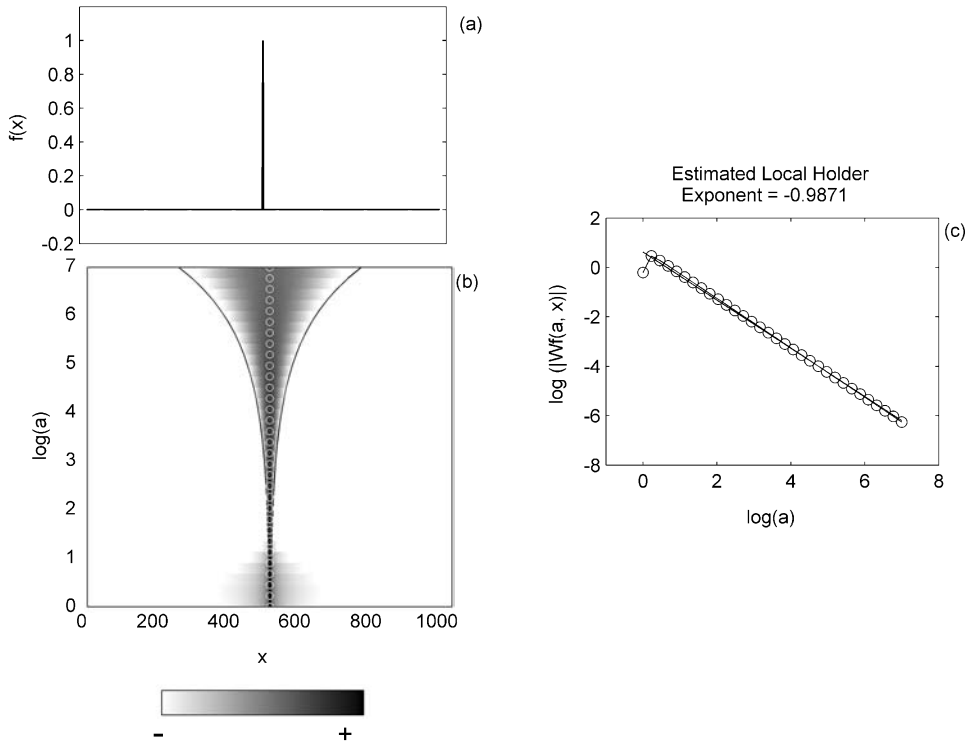 (a)
1
0.8
0.6
0.4
0.2
0
-0.2
f(x)
(b)
7
6
5
4
3
2
1
0
log(a)
0 200 400 600 800 1000
x
- +
Estimated Local Holder
Exponent = -0.9871
(c)
2
0
-2
-4
-6
-8
log (|Wf(a, x)|)
0 2 4 6 8
log(a)